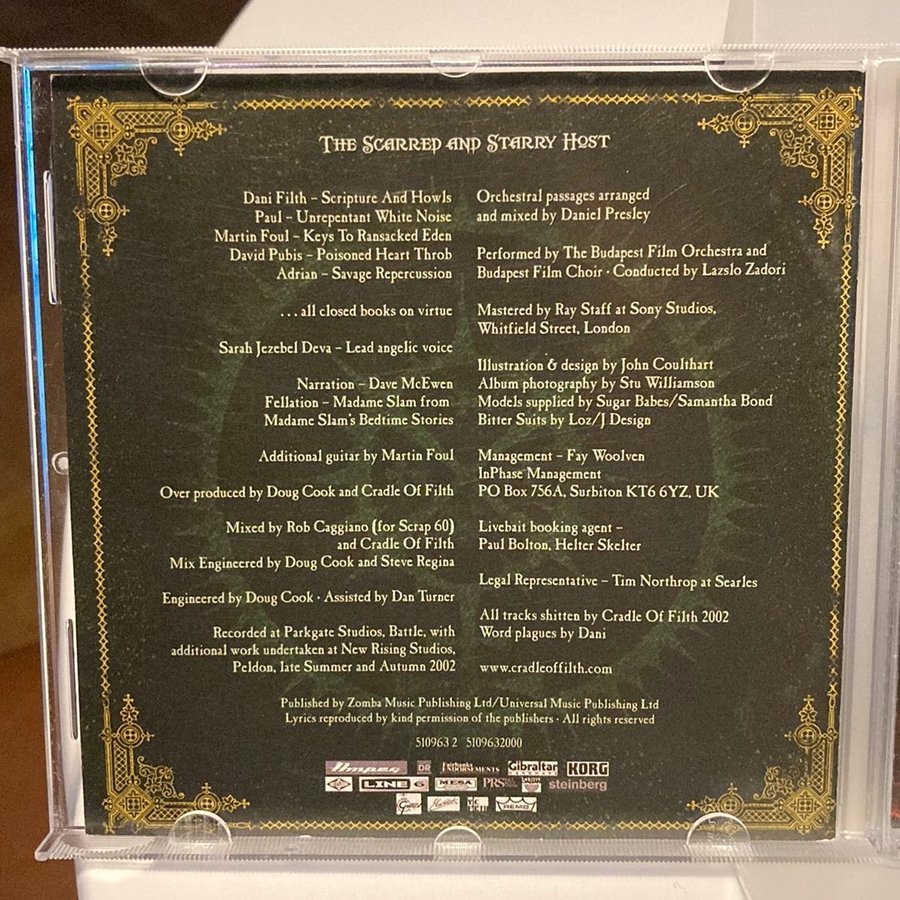 The Scarred and Starry Host
Dani Filth – Scripture And Howls
Paul – Unrepentant White Noise
Martin Foul – Keys To Ransacked Eden
David Pubis – Poisoned Heart Throb
Adrian – Savage Repercussion
. . . all closed books on virtue
Sarah Jezebel Deva – Lead angelic voice
Narration – Dave McEwen
Fellation – Madame Slam from
Madame Slam's Bedtime Stories
Additional guitar by Martin Foul
Over produced by Doug Cook and Cradle Of Filth
Mixed by Rob Caggiano (for Scrap 60)
and Cradle Of Filth
Mix Engineered by Doug Cook and Steve Regina
Engineered by Doug Cook · Assisted by Dan Turner
Recorded at Parkgate Studios, Battle, with
additional work undertaken at New Rising Studios,
Peldon, late Summer and Autumn 2002
Orchestral passages arranged
and mixed by Daniel Presley
Performed by The Budapest Film Orchestra and
Budapest Film Choir · Conducted by Lazslo Zadori
Mastered by Ray Staff at Sony Studios,
Whitfield Street, London
Illustration & design by John Coulthart
Album photography by Stu Williamson
Models supplied by Sugar Babes/Samantha Bond
Bitter Suits by Loz/J Design
Management – Fay Woolven
InPhase Management
PO Box 756A, Surbiton KT6 6YZ, UK
Livebait booking agent –
Paul Bolton, Helter Skelter
Legal Representative – Tim Northrop at Searles
All tracks shitten by Cradle Of Filth 2002
Word plagues by Dani
www.cradleoffilth.com
Published by Zomba Music Publishing Ltd/Universal Music Publishing Ltd
Lyrics reproduced by kind permission of the publishers · All rights reserved
510963 2 5109632000
Ampeg DR ENDORSEMENTS Gibraltar KORG
LINE 6 MESA PRS steinberg
REMO